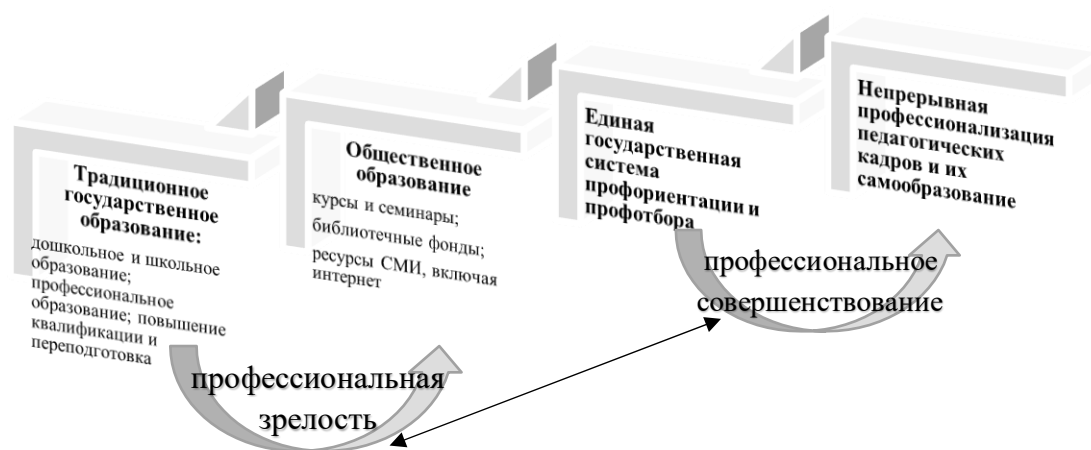 Традиционное
государственное
образование:
дошкольное и школьное
образование;
профессиональное
образование; повышение
квалификации и
переподготовка
Общественное
образование
курсы и семинары;
библиотечные фонды;
ресурсы СМИ, включая
интернет
Единая
государственная
система
профориентации и
профотбора
Непрерывная
профессионализация
педагогических
кадров и их
самообразование
профессиональная
зрелость
профессиональное
совершенствование